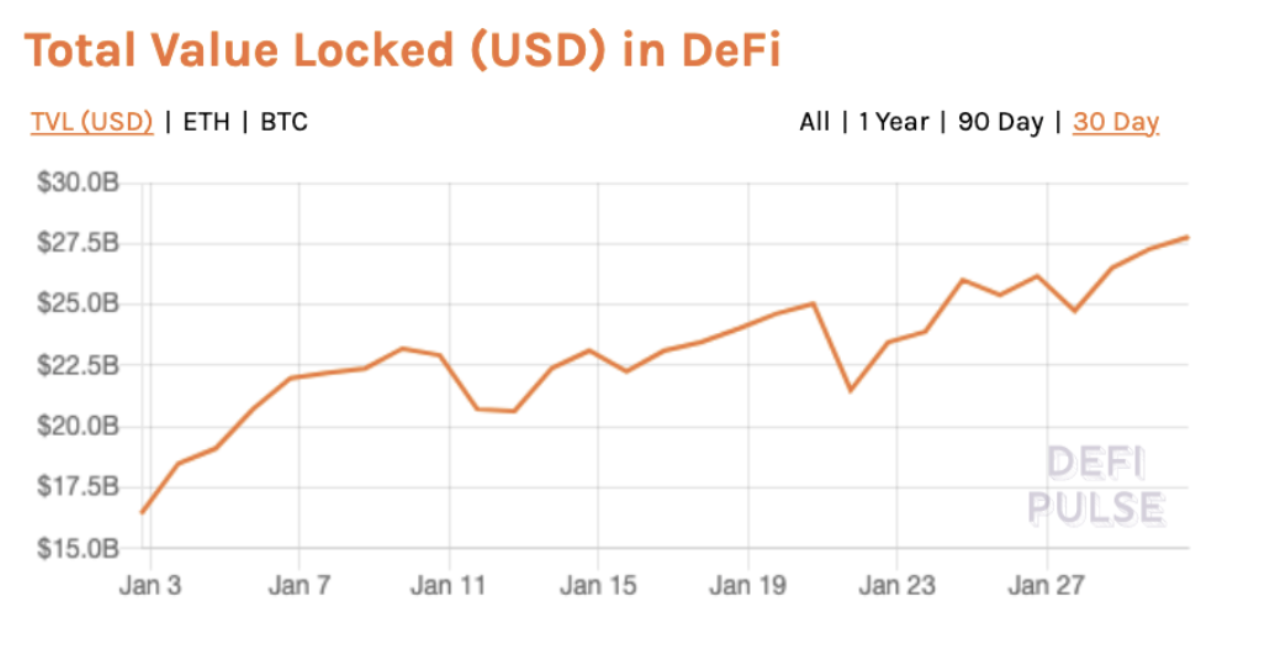 Total Value Locked (USD) in DeFi
TVL (USD) | ETH | BTC
All | 1 Year | 90 Day | 30 Day
$30.0B
$27.5B
$25.0B
$22.5B
$20.0B
$17.5B
$15.0B
DEFI
PULSE
Jan 3 Jan 7 Jan 11 Jan 15 Jan 19 Jan 23 Jan 27